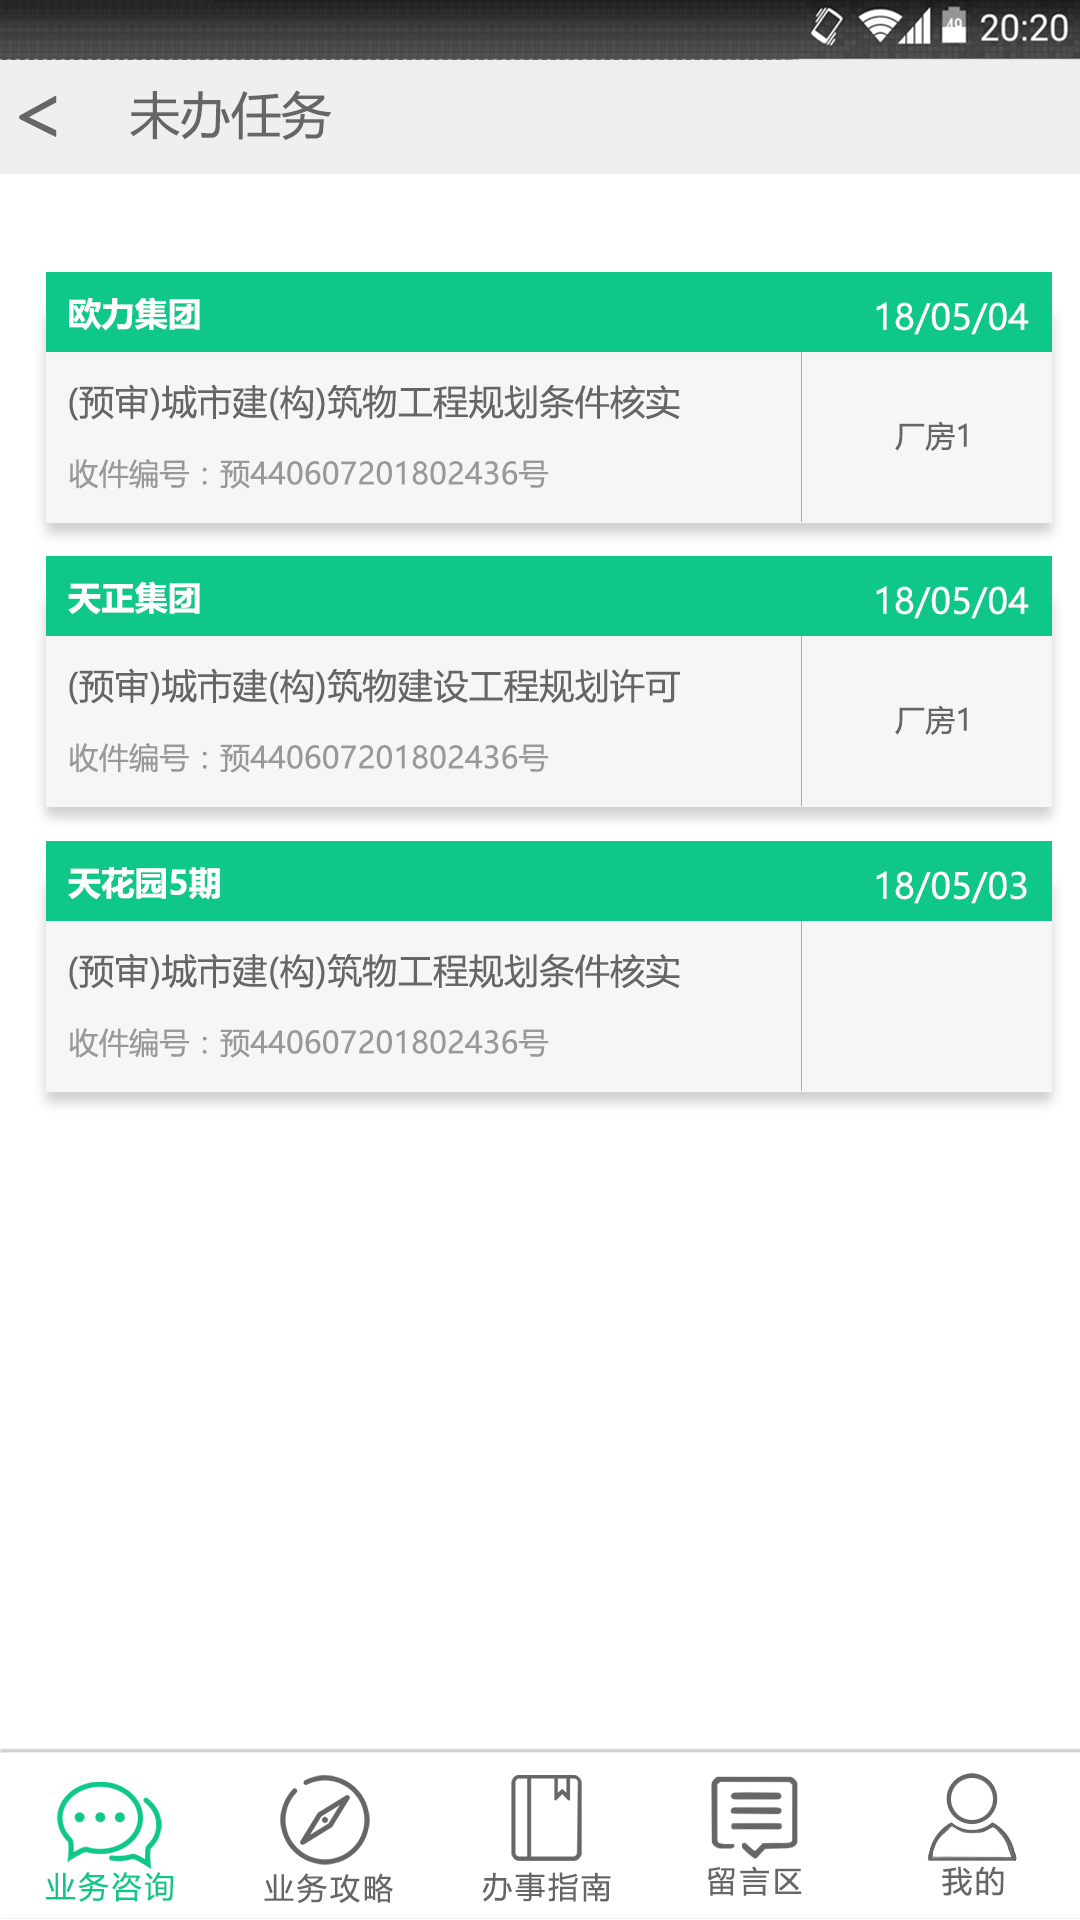 49 20:20
< 未办任务
欧力集团 18/05/04
(预审)城市建(构)筑物工程规划条件核实
厂房1
收件编号：预440607201802436号
天正集团 18/05/04
(预审)城市建(构)筑物建设工程规划许可
厂房1
收件编号：预440607201802436号
天花园5期 18/05/03
(预审)城市建(构)筑物工程规划条件核实
收件编号：预440607201802436号
业务咨询 业务攻略 办事指南 留言区 我的